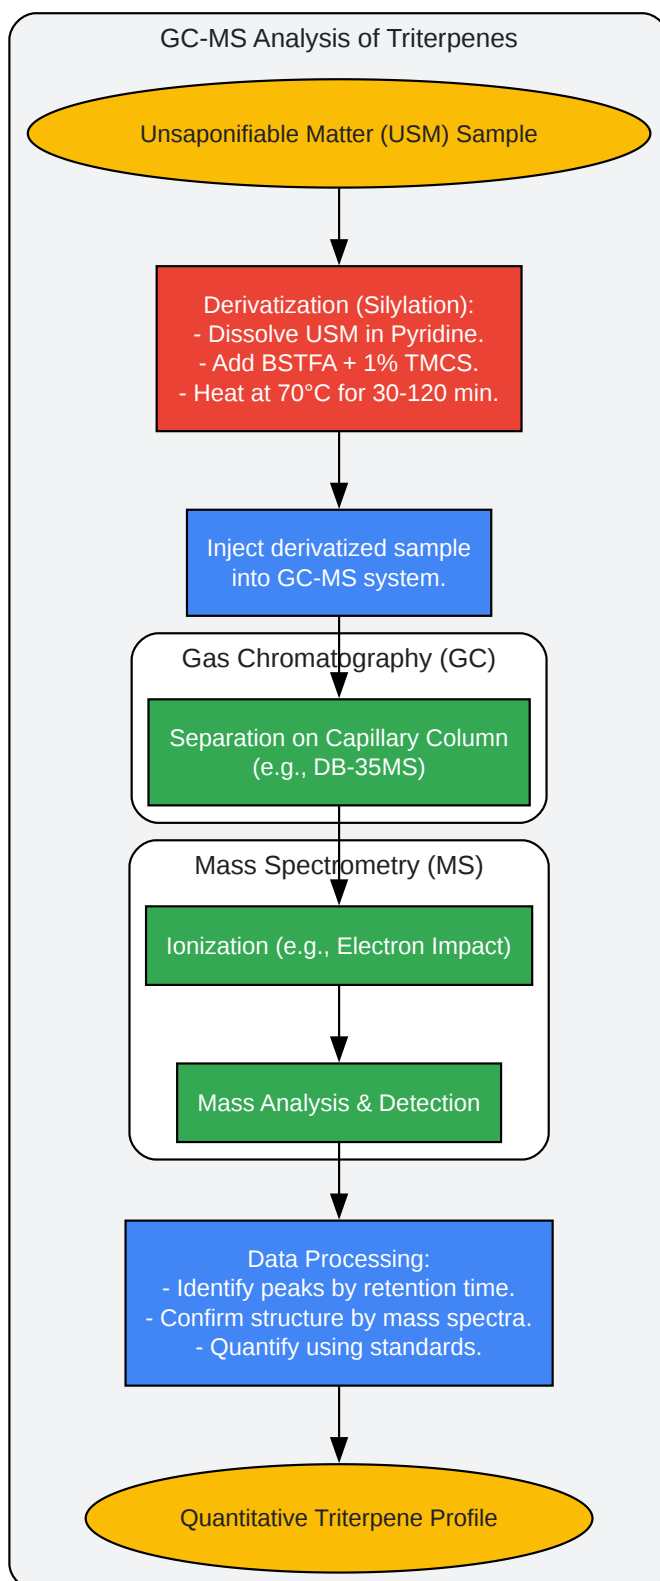 GC-MS Analysis of Triterpenes
Unsaponifiable Matter (USM) Sample
Derivatization (Silylation):
- Dissolve USM in Pyridine.
- Add BSTFA + 1% TMCS.
- Heat at 70°C for 30-120 min.
Inject derivatized sample
into GC-MS system.
Gas Chromatography (GC)
Separation on Capillary Column
(e.g., DB-35MS)
Mass Spectrometry (MS)
Ionization (e.g., Electron Impact)
Mass Analysis & Detection
Data Processing:
- Identify peaks by retention time.
- Confirm structure by mass spectra.
- Quantify using standards.
Quantitative Triterpene Profile